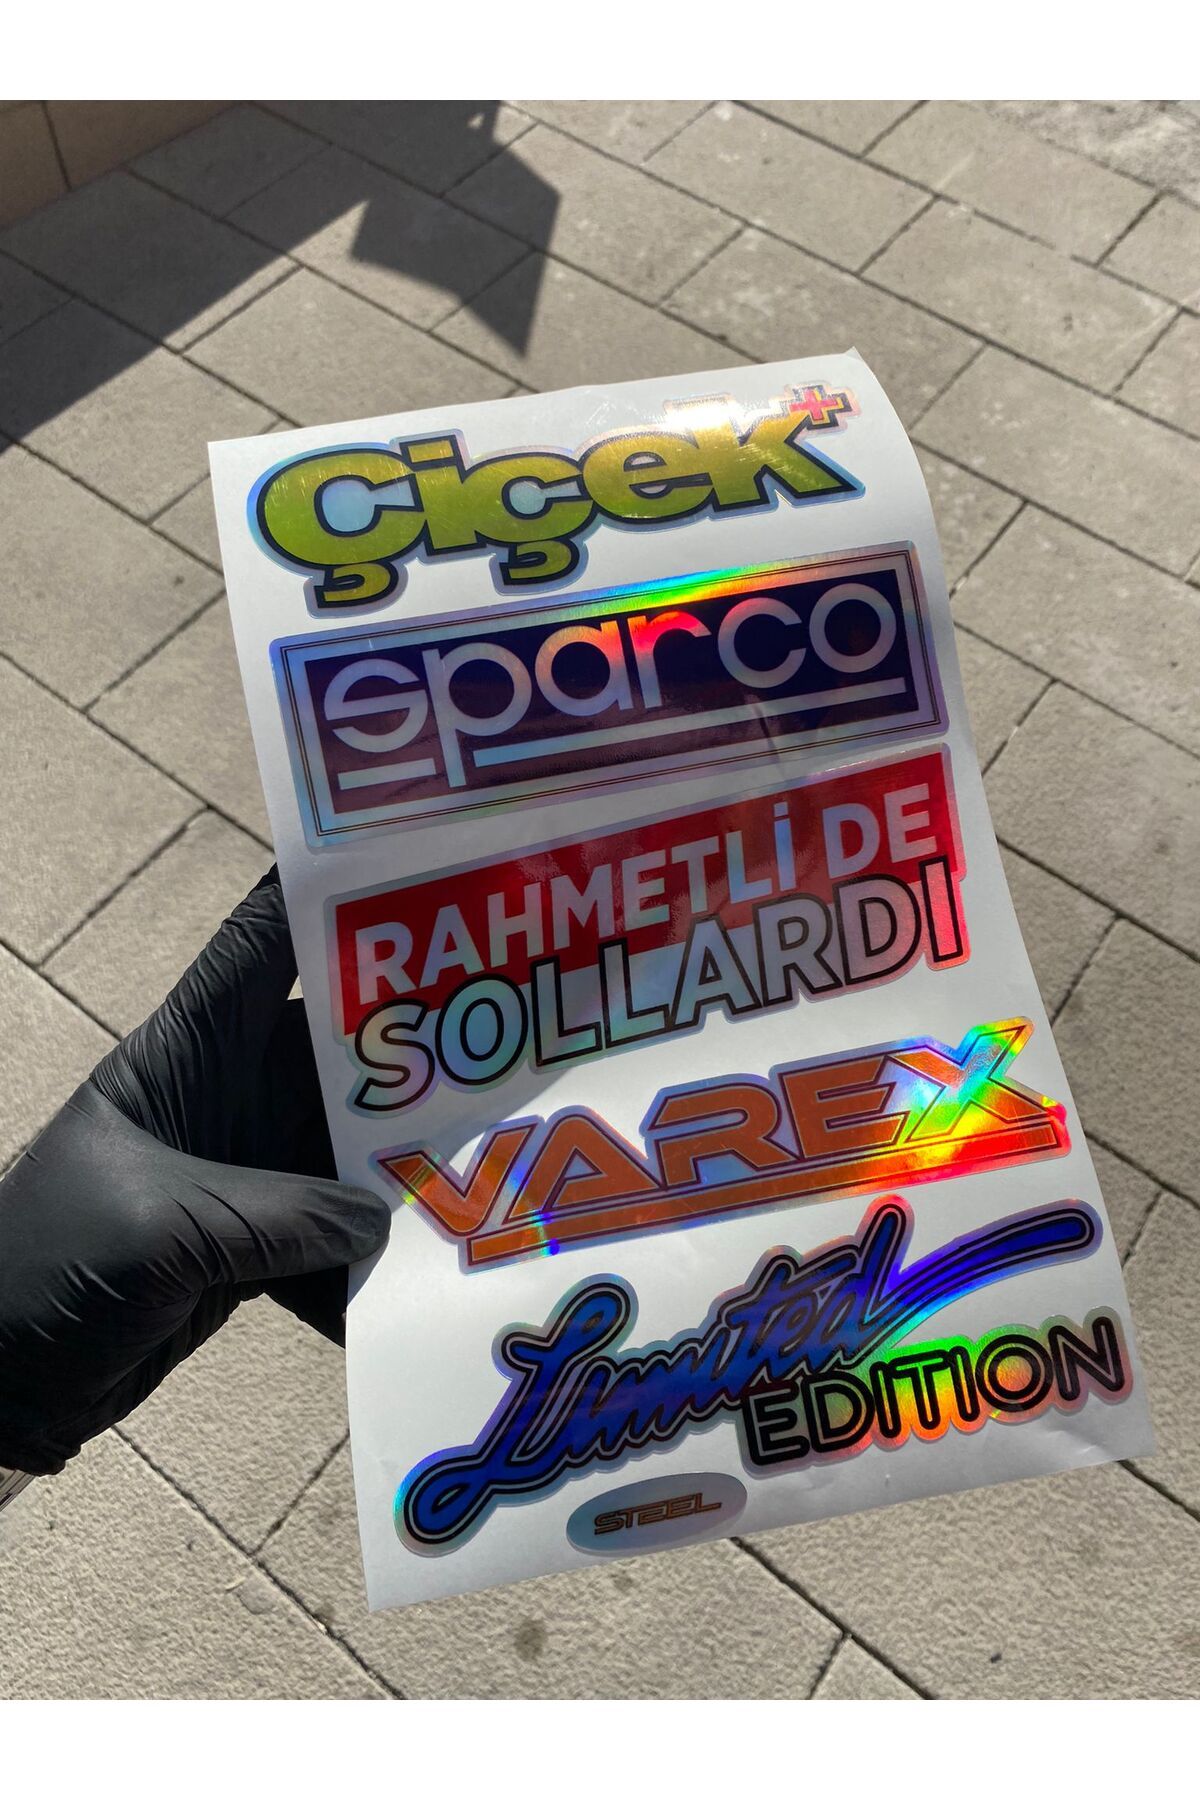 Çiçek+
sparco
RAHMETLİ DE
SOLLARDI
VAREX
Limited
EDITION
STEEL